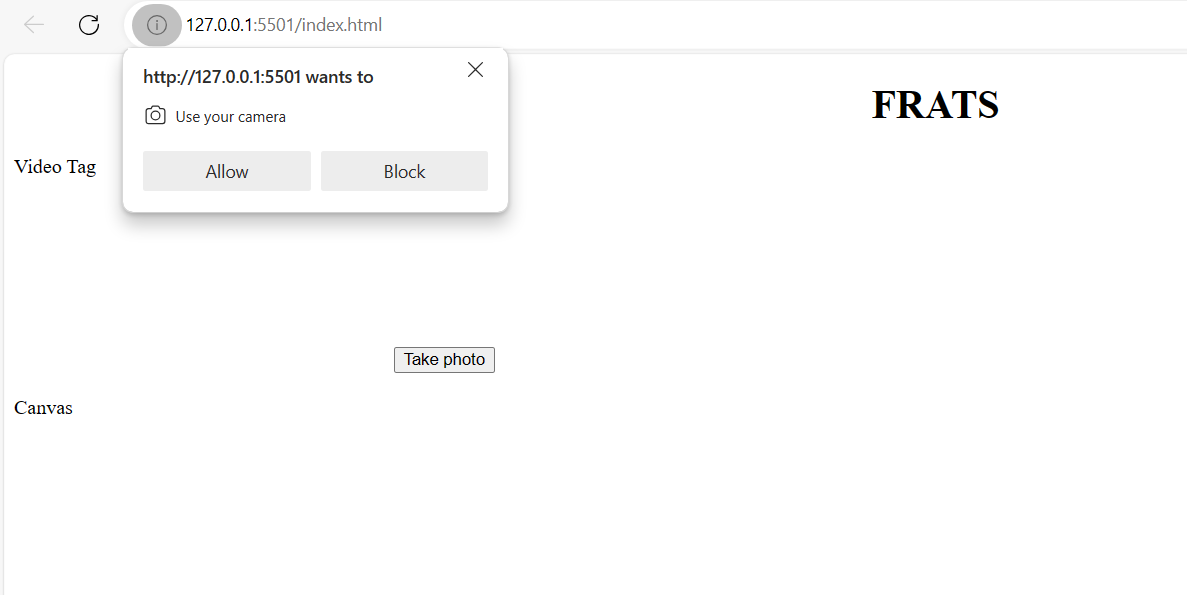 127.0.0.1:5501/index.html
http://127.0.0.1:5501 wants to
Use your camera
Allow Block
FRATS
Video Tag
Take photo
Canvas